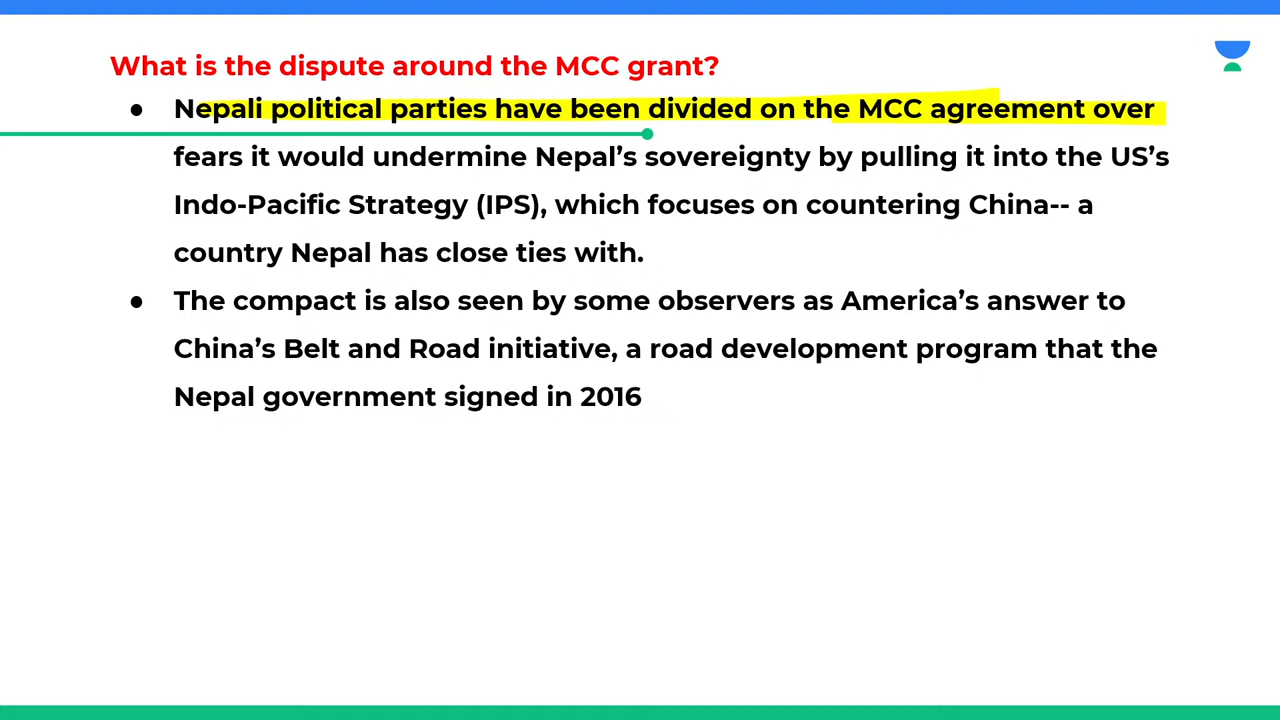 What is the dispute around the MCC grant?
● Nepali political parties have been divided on the MCC agreement over
fears it would undermine Nepal’s sovereignty by pulling it into the US’s
Indo-Pacific Strategy (IPS), which focuses on countering China-- a
country Nepal has close ties with.
● The compact is also seen by some observers as America’s answer to
China’s Belt and Road initiative, a road development program that the
Nepal government signed in 2016